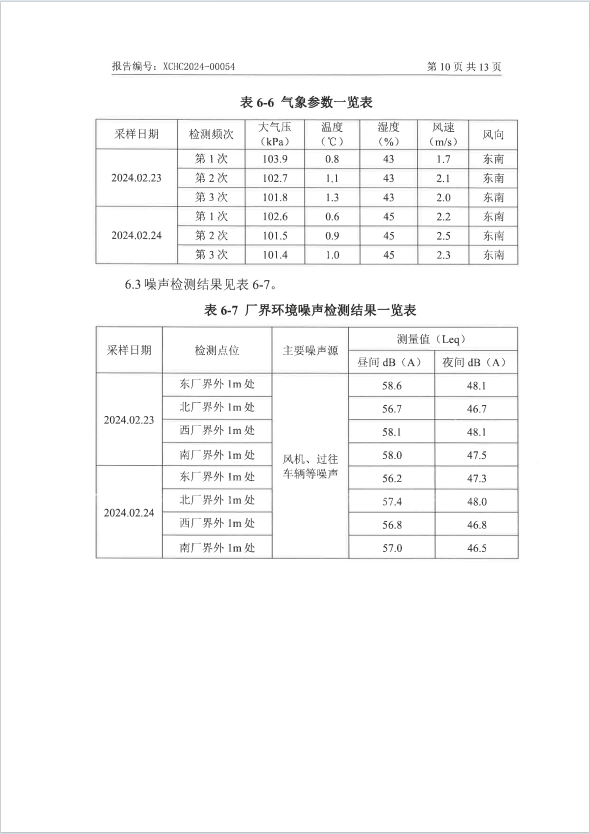 报告编号：XCHC2024-00054 第 10 页 共 13 页
表 6-6 气象参数一览表
采样日期 检测频次 大气压（kPa） 温度（℃） 湿度（%） 风速（m/s） 风向
2024.02.23 第 1 次 103.9 0.8 43 1.7 东南
第 2 次 102.7 1.1 43 2.1 东南
第 3 次 101.8 1.3 43 2.0 东南
2024.02.24 第 1 次 102.6 0.6 45 2.2 东南
第 2 次 101.5 0.9 45 2.5 东南
第 3 次 101.4 1.0 45 2.3 东南
6.3 噪声检测结果见表 6-7。
表 6-7 厂界环境噪声检测结果一览表
采样日期 检测点位 主要噪声源 测量值（Leq）
昼间 dB（A） 夜间 dB（A）
2024.02.23 东厂界外 1m 处 风机、过往车辆等噪声 58.6 48.1
北厂界外 1m 处 56.7 46.7
西厂界外 1m 处 58.1 48.1
南厂界外 1m 处 58.0 47.5
2024.02.24 东厂界外 1m 处 56.2 47.3
北厂界外 1m 处 57.4 48.0
西厂界外 1m 处 56.8 46.8
南厂界外 1m 处 57.0 46.5